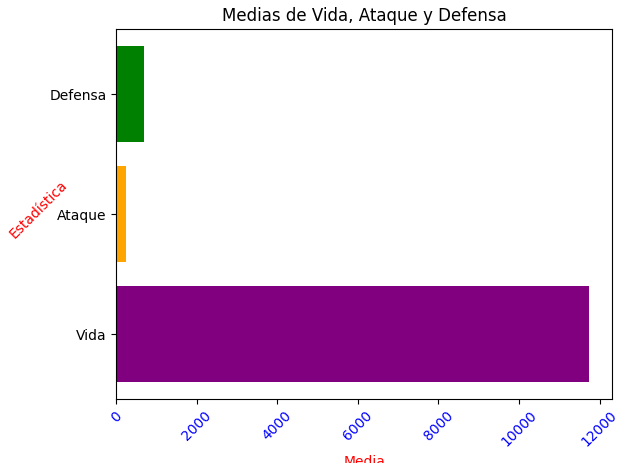 Medias de Vida, Ataque y Defensa
Defensa
Estadística
Ataque
Vida
0
2000
4000
6000
8000
10000
12000
Media